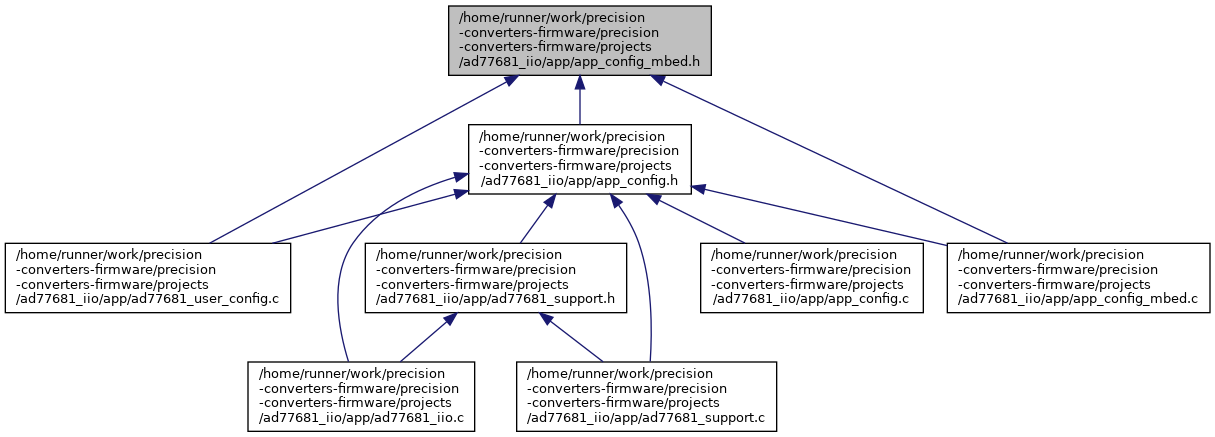 /home/runner/work/precision
-converters-firmware/precision
-converters-firmware/projects
/ad77681_iio/app/app_config_mbed.h
/home/runner/work/precision
-converters-firmware/precision
-converters-firmware/projects
/ad77681_iio/app/app_config.h
/home/runner/work/precision
-converters-firmware/precision
-converters-firmware/projects
/ad77681_iio/app/ad77681_user_config.c
/home/runner/work/precision
-converters-firmware/precision
-converters-firmware/projects
/ad77681_iio/app/ad77681_support.h
/home/runner/work/precision
-converters-firmware/precision
-converters-firmware/projects
/ad77681_iio/app/app_config.c
/home/runner/work/precision
-converters-firmware/precision
-converters-firmware/projects
/ad77681_iio/app/app_config_mbed.c
/home/runner/work/precision
-converters-firmware/precision
-converters-firmware/projects
/ad77681_iio/app/ad77681_iio.c
/home/runner/work/precision
-converters-firmware/precision
-converters-firmware/projects
/ad77681_iio/app/ad77681_support.c